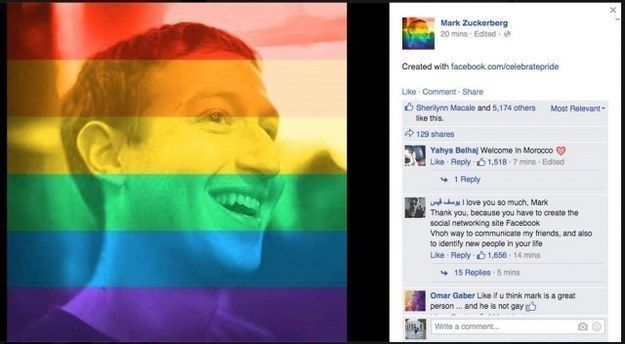 Mark Zuckerberg
20 mins · Edited ·
Created with facebook.com/celebratepride
Like · Comment · Share
Sherilynn Macale and 5,174 others
like this.
Most Relevant
129 shares
Yahya Belhaj Welcome In Morocco ❤
Like · Reply · 1,518 · 7 mins · Edited
1 Reply
يوسف قيس I love you so much, Mark
Thank you, because you have to create the
social networking site Facebook
Vhoh way to communicate my friends, and also
to identify new people in your life
Like · Reply · 1,656 · 14 mins
15 Replies · 5 mins
Omar Gaber Like if u think mark is a great
person ... and he is not gay
Write a comment...